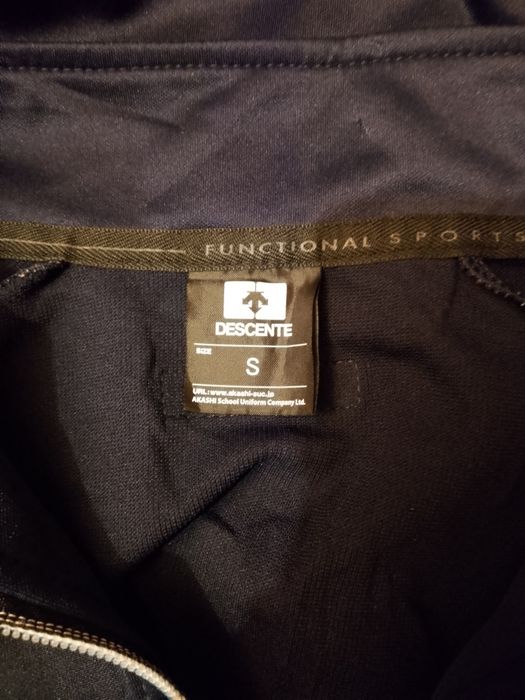 FUNCTIONAL SPORTS
DESCENTE
SIZE
S
URL:www.akashi-suc.jp
AKASHI School Uniform Company Ltd.